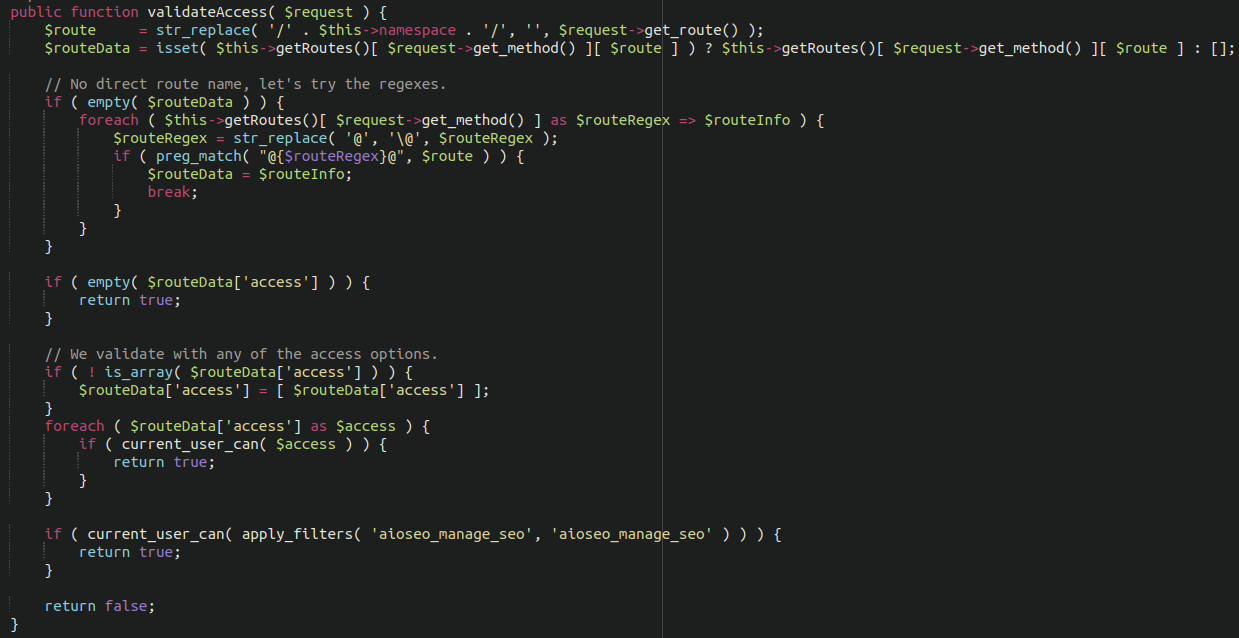 public function validateAccess( $request ) {
    $route     = str_replace( '/' . $this->namespace . '/', '', $request->get_route() );
    $routeData = isset( $this->getRoutes()[ $request->get_method() ][ $route ] ) ? $this->getRoutes()[ $request->get_method() ][ $route ] : [];

    // No direct route name, let's try the regexes.
    if ( empty( $routeData ) ) {
        foreach ( $this->getRoutes()[ $request->get_method() ] as $routeRegex => $routeInfo ) {
            $routeRegex = str_replace( '@', '\@', $routeRegex );
            if ( preg_match( "@{$routeRegex}@", $route ) ) {
                $routeData = $routeInfo;
                break;
            }
        }
    }

    if ( empty( $routeData['access'] ) ) {
        return true;
    }

    // We validate with any of the access options.
    if ( ! is_array( $routeData['access'] ) ) {
        $routeData['access'] = [ $routeData['access'] ];
    }
    foreach ( $routeData['access'] as $access ) {
        if ( current_user_can( $access ) ) {
            return true;
        }
    }

    if ( current_user_can( apply_filters( 'aioseo_manage_seo', 'aioseo_manage_seo' ) ) ) {
        return true;
    }

    return false;
}